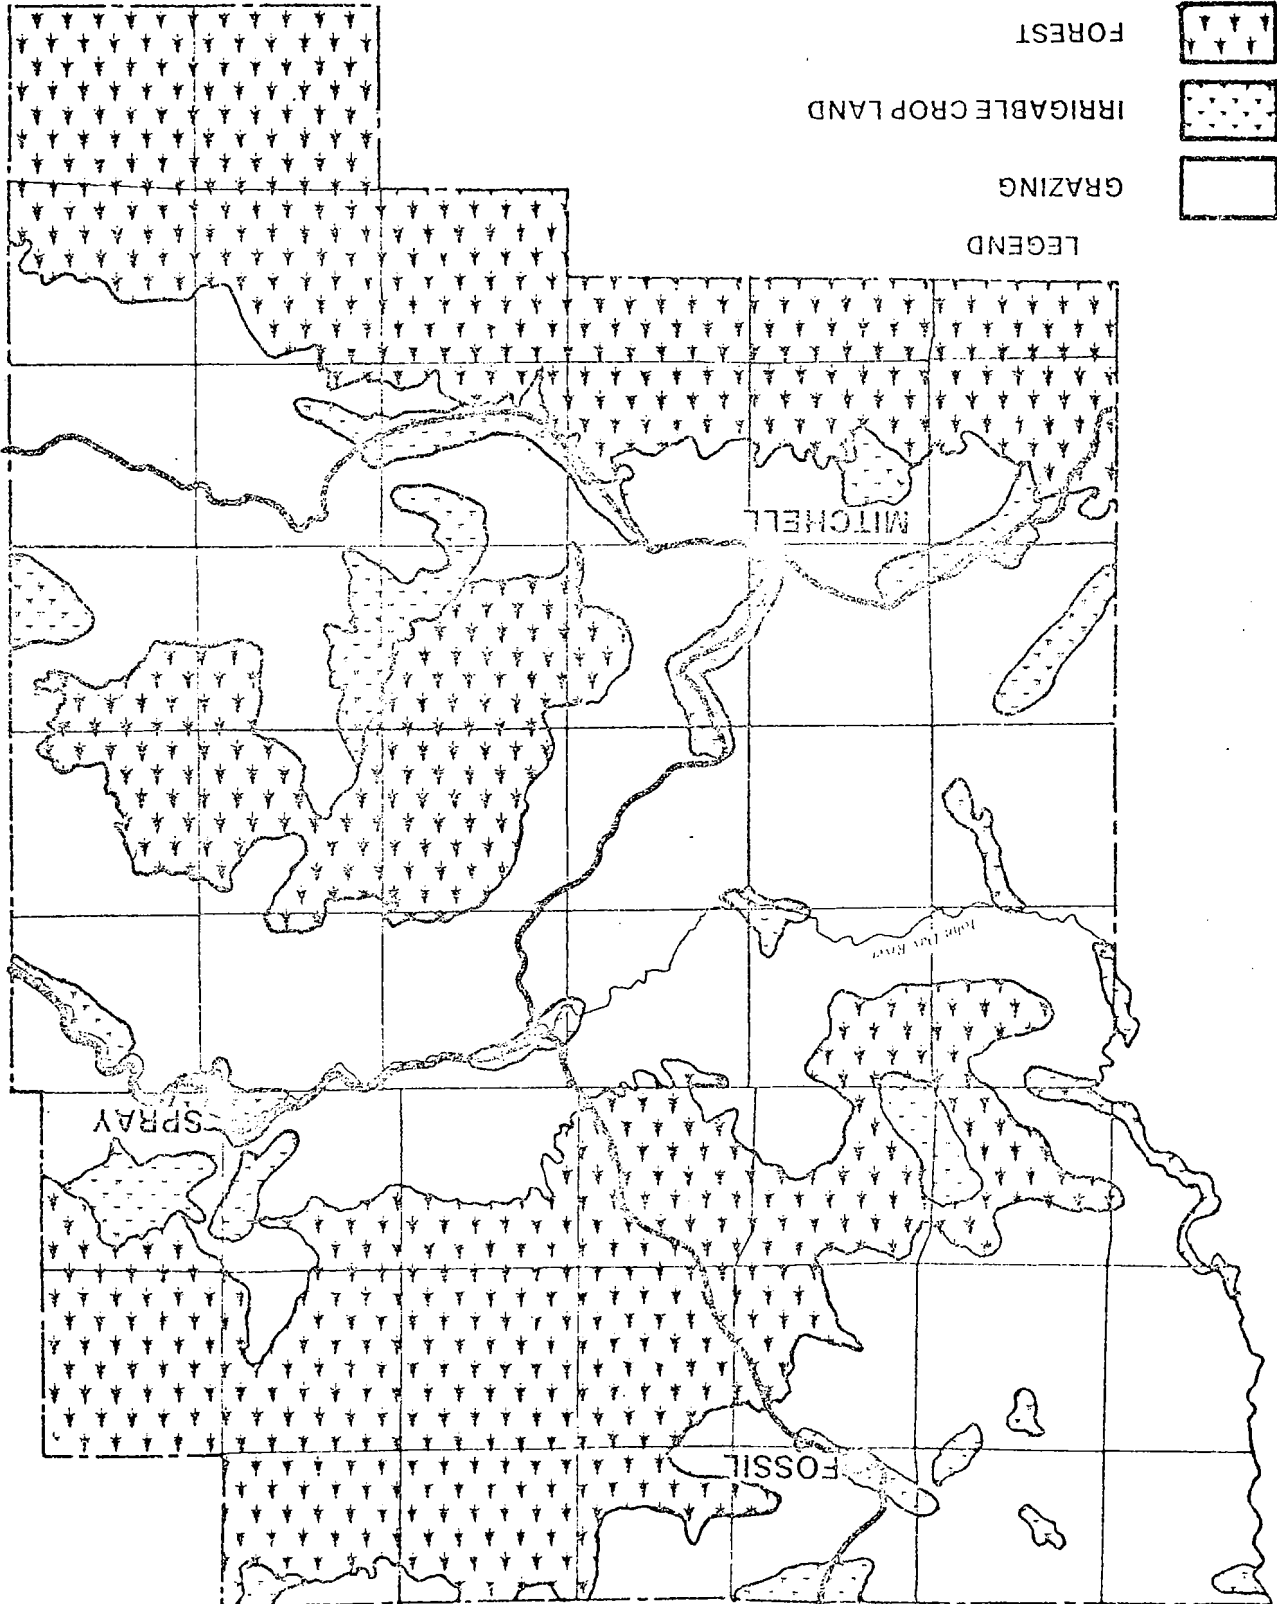 FOSSIL
SPRAY
John Day River
MITCHELL
LEGEND
GRAZING
IRRIGABLE CROP LAND
FOREST